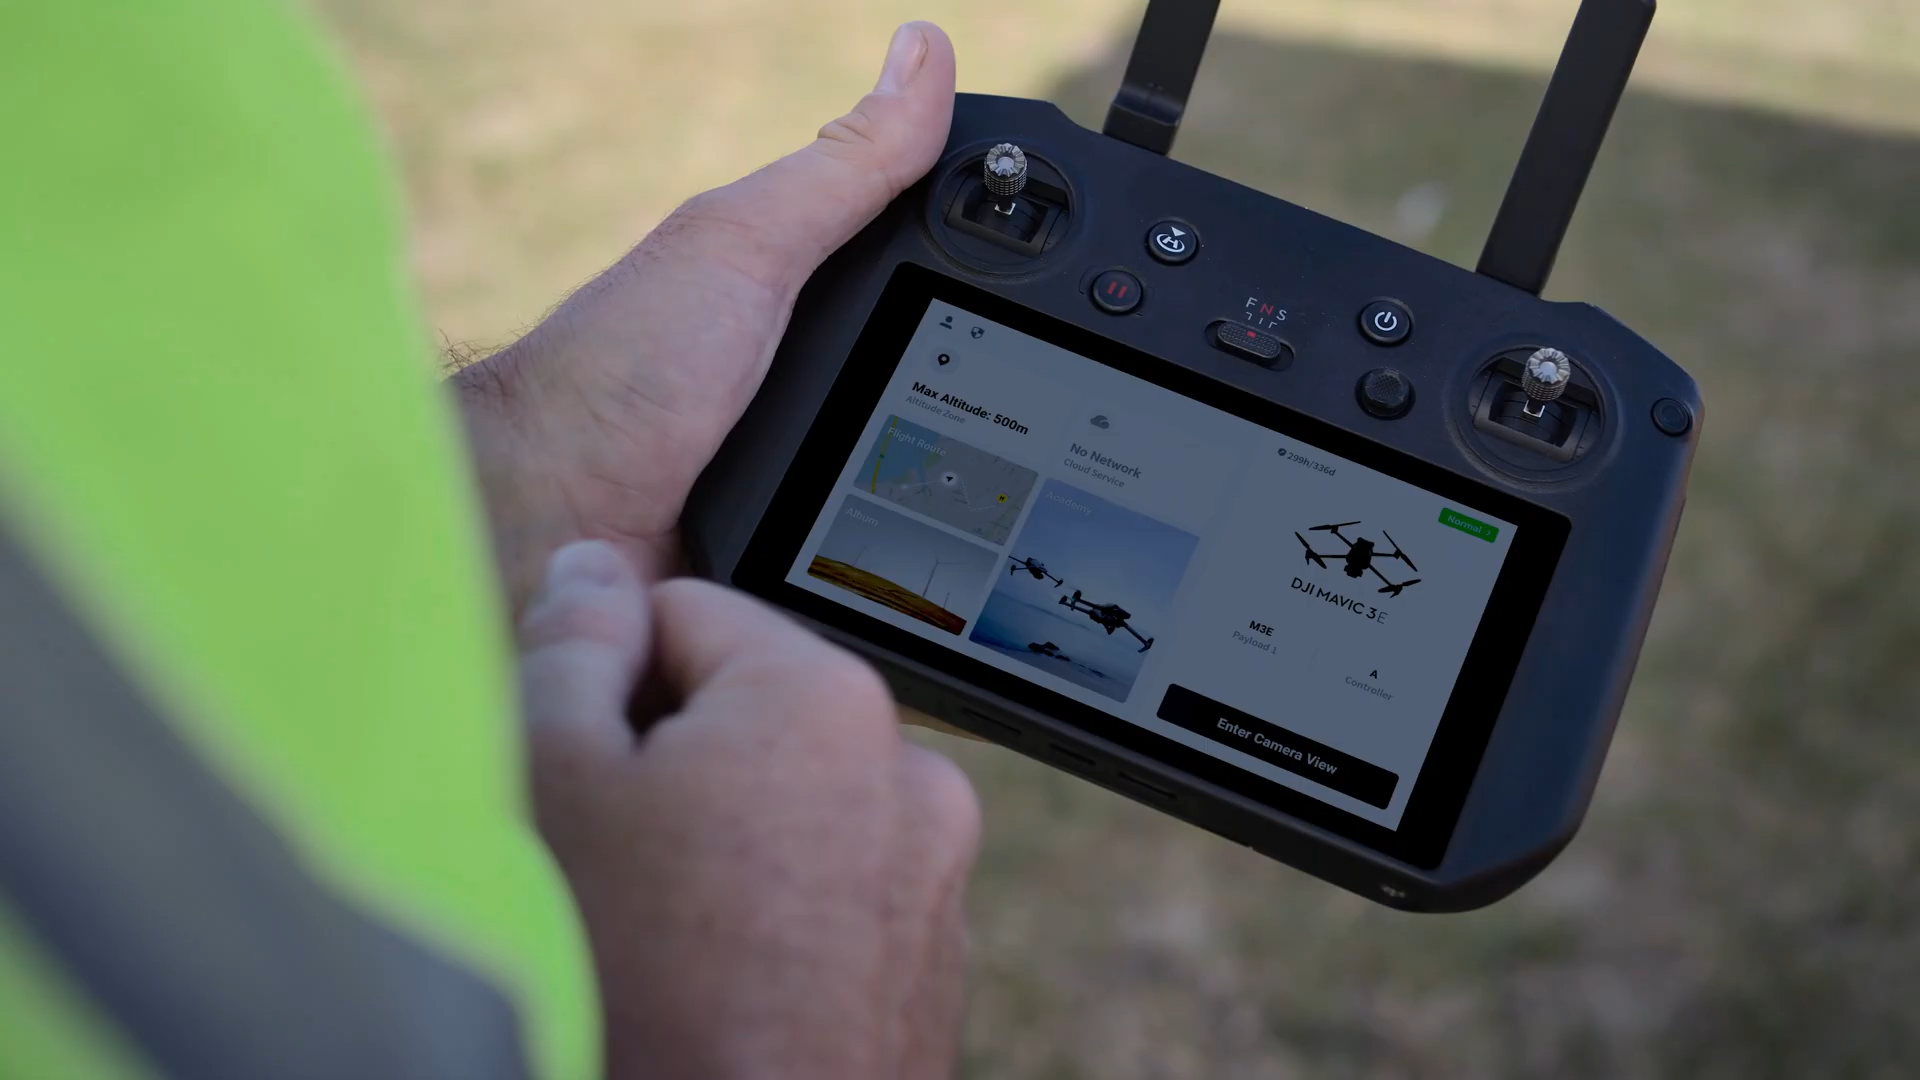 F N S
Max Altitude: 500m
Altitude Zone
Flight Route
N
Album
No Network
Cloud Service
Academy
299h/336d
Normal >
DJI MAVIC 3E
M3E
Payload 1
A
Controller
Enter Camera View